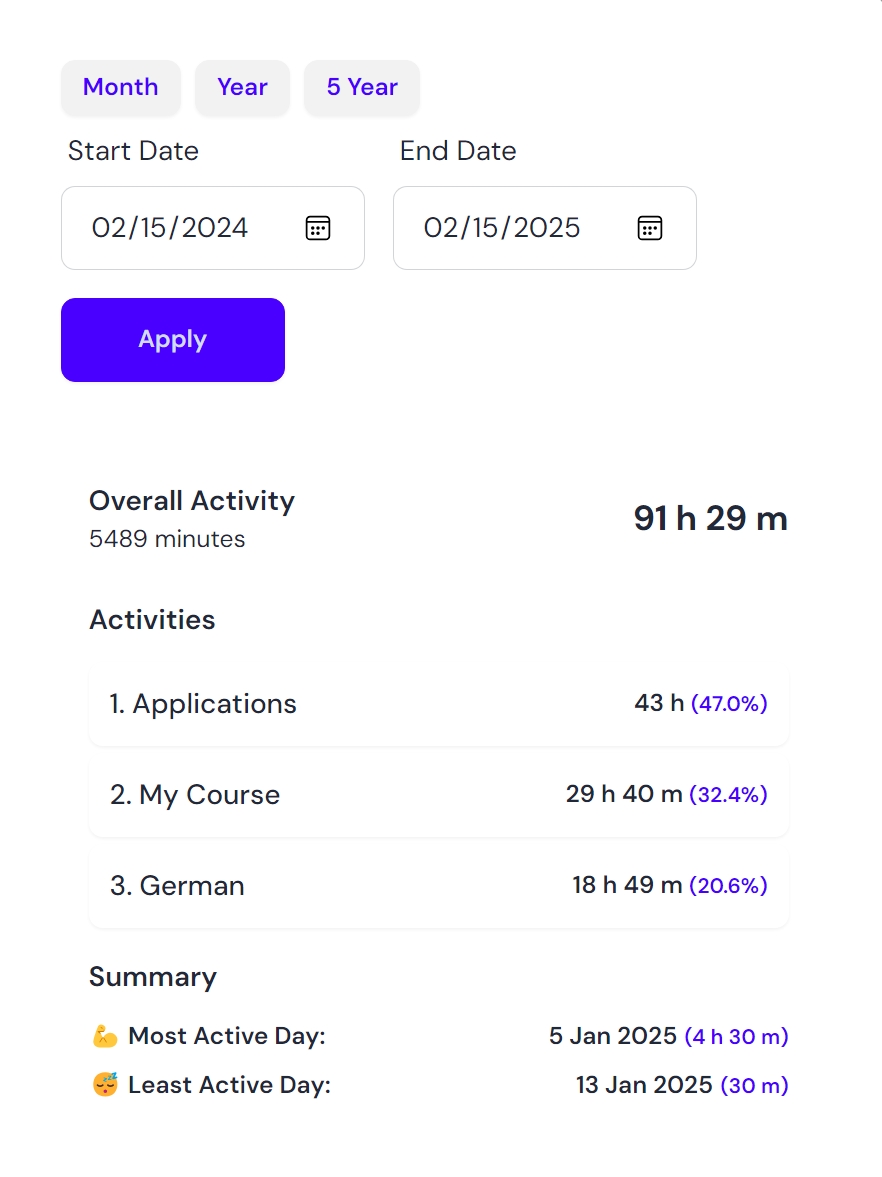 Month Year 5 Year
Start Date End Date
02/15/2024 02/15/2025
Apply
Overall Activity
5489 minutes
91 h 29 m
Activities
1. Applications 43 h (47.0%)
2. My Course 29 h 40 m (32.4%)
3. German 18 h 49 m (20.6%)
Summary
💪 Most Active Day: 5 Jan 2025 (4 h 30 m)
😴 Least Active Day: 13 Jan 2025 (30 m)